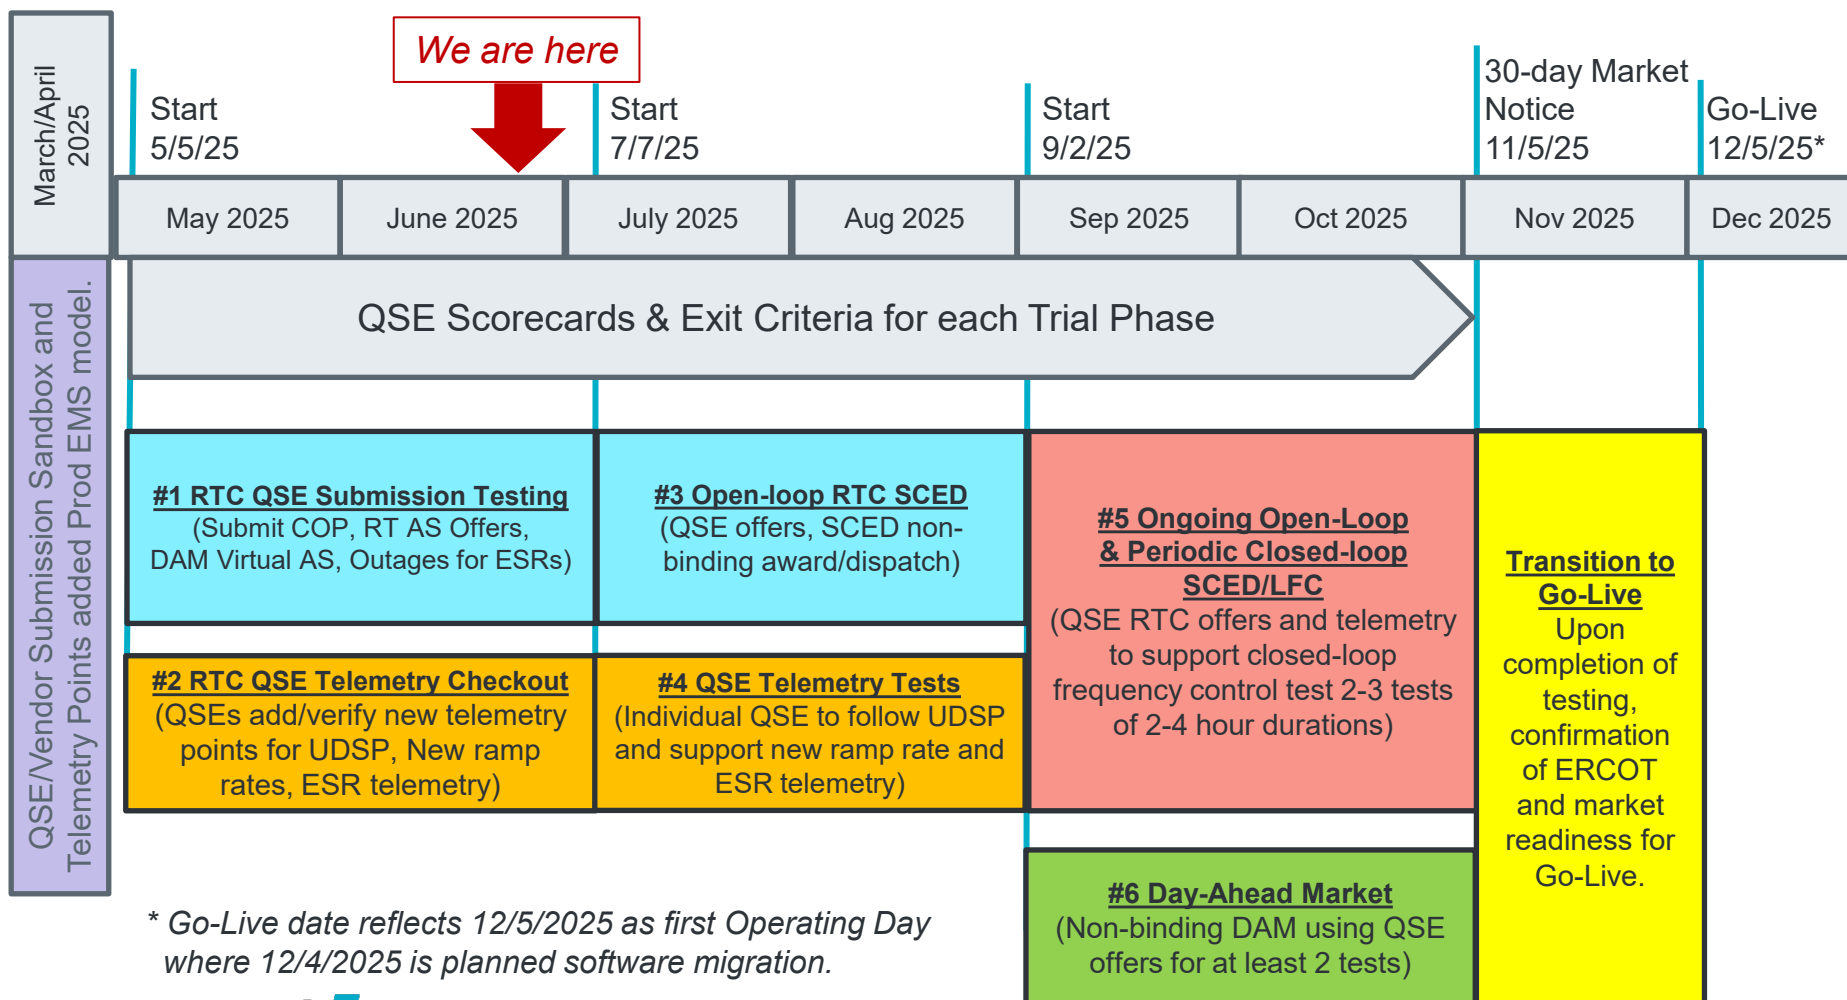 March/April
2025
We are here
Start
5/5/25
Start
7/7/25
Start
9/2/25
30-day Market
Notice
11/5/25
Go-Live
12/5/25*
May 2025
June 2025
July 2025
Aug 2025
Sep 2025
Oct 2025
Nov 2025
Dec 2025
QSE/Vendor Submission Sandbox and
Telemetry Points added Prod EMS model.
QSE Scorecards & Exit Criteria for each Trial Phase
#1 RTC QSE Submission Testing
(Submit COP, RT AS Offers,
DAM Virtual AS, Outages for ESRs)
#3 Open-loop RTC SCED
(QSE offers, SCED non-
binding award/dispatch)
#5 Ongoing Open-Loop
& Periodic Closed-loop
SCED/LFC
(QSE RTC offers and telemetry
to support closed-loop
frequency control test 2-3 tests
of 2-4 hour durations)
Transition to
Go-Live
Upon
completion of
testing,
confirmation
of ERCOT
and market
readiness for
Go-Live.
#2 RTC QSE Telemetry Checkout
(QSEs add/verify new telemetry
points for UDSP, New ramp
rates, ESR telemetry)
#4 QSE Telemetry Tests
(Individual QSE to follow UDSP
and support new ramp rate and
ESR telemetry)
#6 Day-Ahead Market
(Non-binding DAM using QSE
offers for at least 2 tests)
* Go-Live date reflects 12/5/2025 as first Operating Day
where 12/4/2025 is planned software migration.